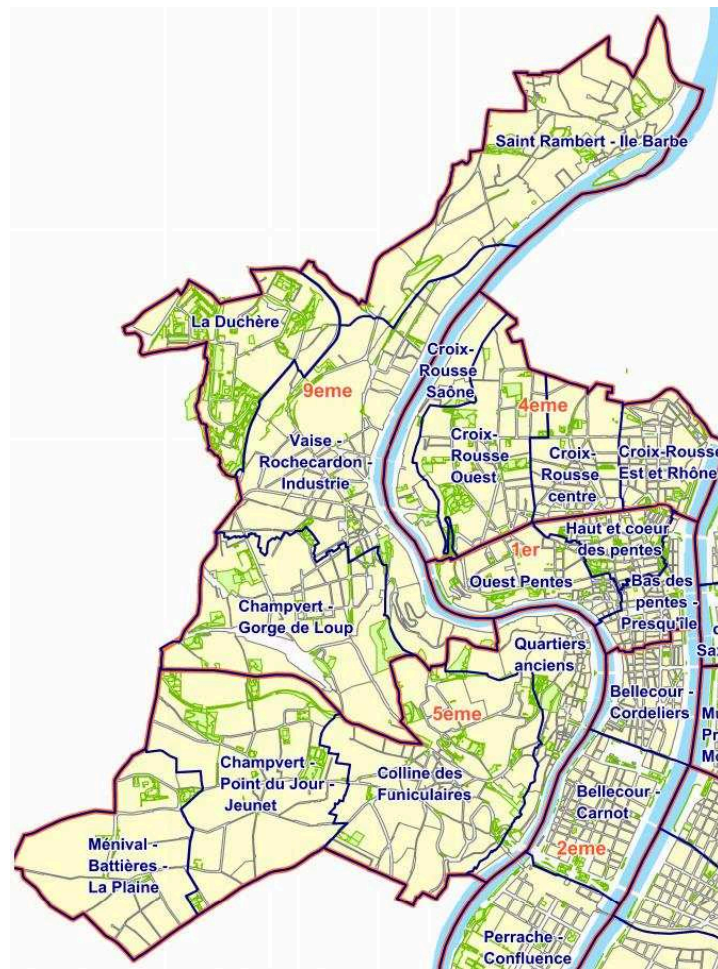 Saint Rambert - Ile Barbe
La Duchère
9eme
Croix-
Rousse
Saône
4eme
Vaise -
Rochecardon -
Industrie
Croix-
Rousse
Ouest
Croix-
Rousse
centre
Croix-Rousse
Est et Rhône
Haut et coeur
des pentes
1er
Ouest Pentes
Bas des
pentes -
Presqu'île
Champvert -
Gorge de Loup
Quartiers
anciens
Bellecour -
Cordeliers
5eme
Champvert -
Point du Jour -
Jeunet
Colline des
Funiculaires
Bellecour -
Carnot
2eme
Ménival -
Battières -
La Plaine
Perrache -
Confluence